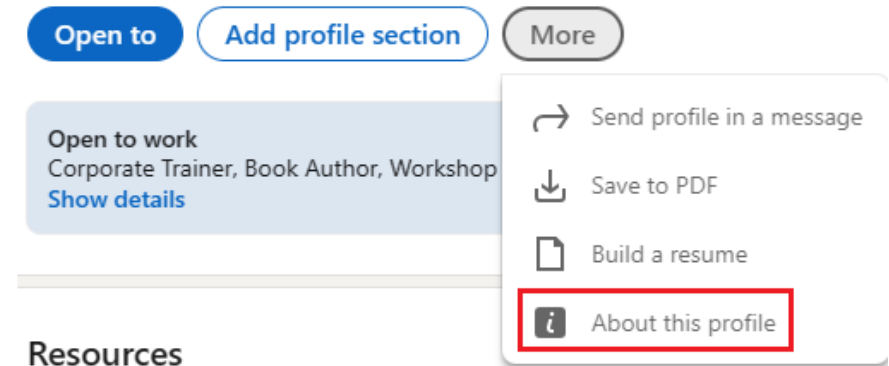 Open to
Add profile section
More
Open to work
Corporate Trainer, Book Author, Workshop
Show details
Send profile in a message
Save to PDF
Build a resume
i About this profile
Resources